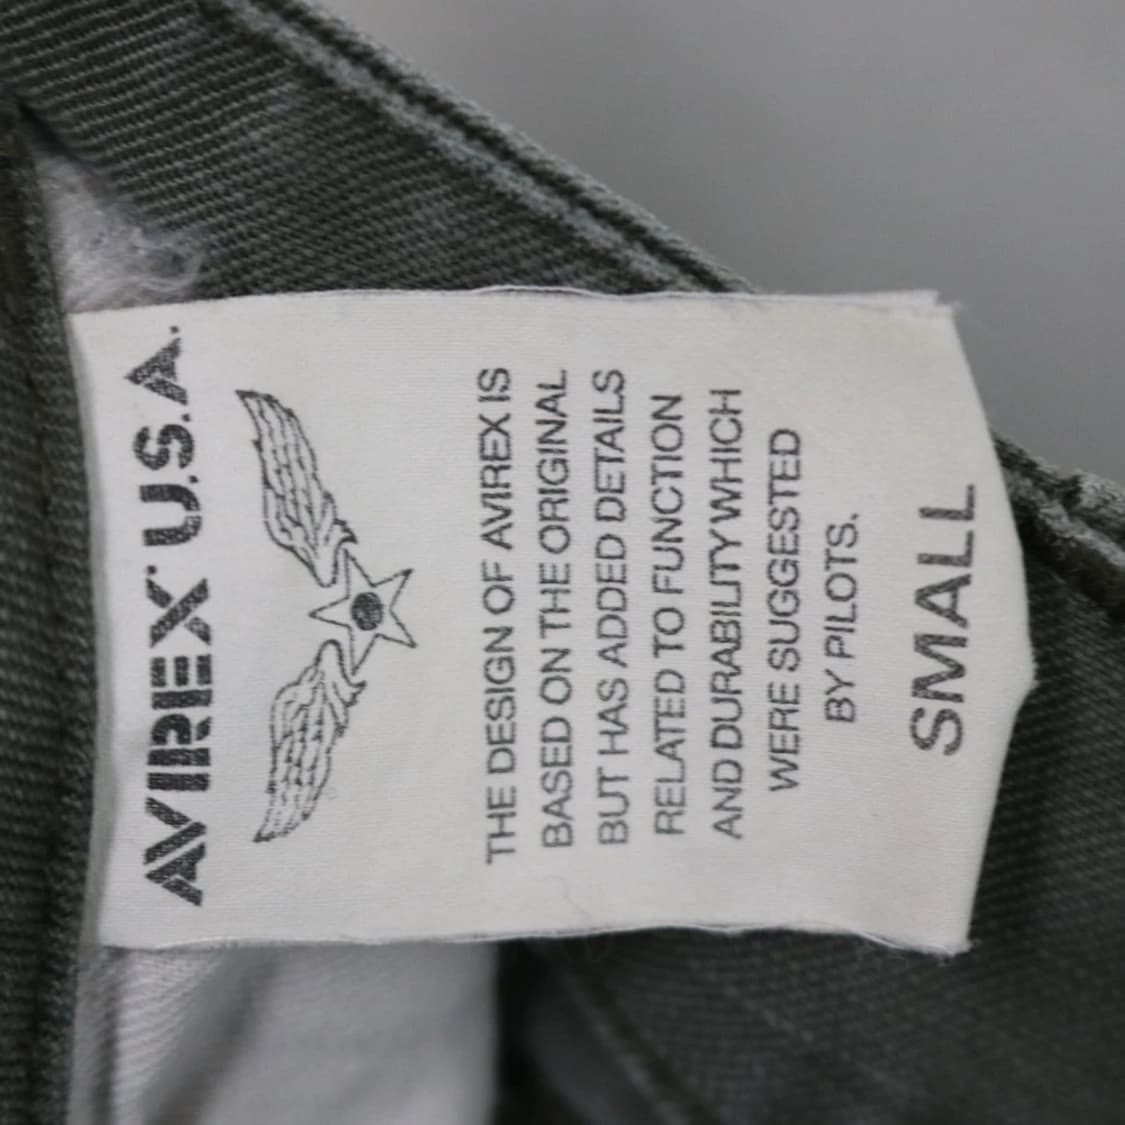 AVIREX U.S.A.
THE DESIGN OF AVIREX IS
BASED ON THE ORIGINAL
BUT HAS ADDED DETAILS
RELATED TO FUNCTION
AND DURABILITY WHICH
WERE SUGGESTED
BY PILOTS.
SMALL